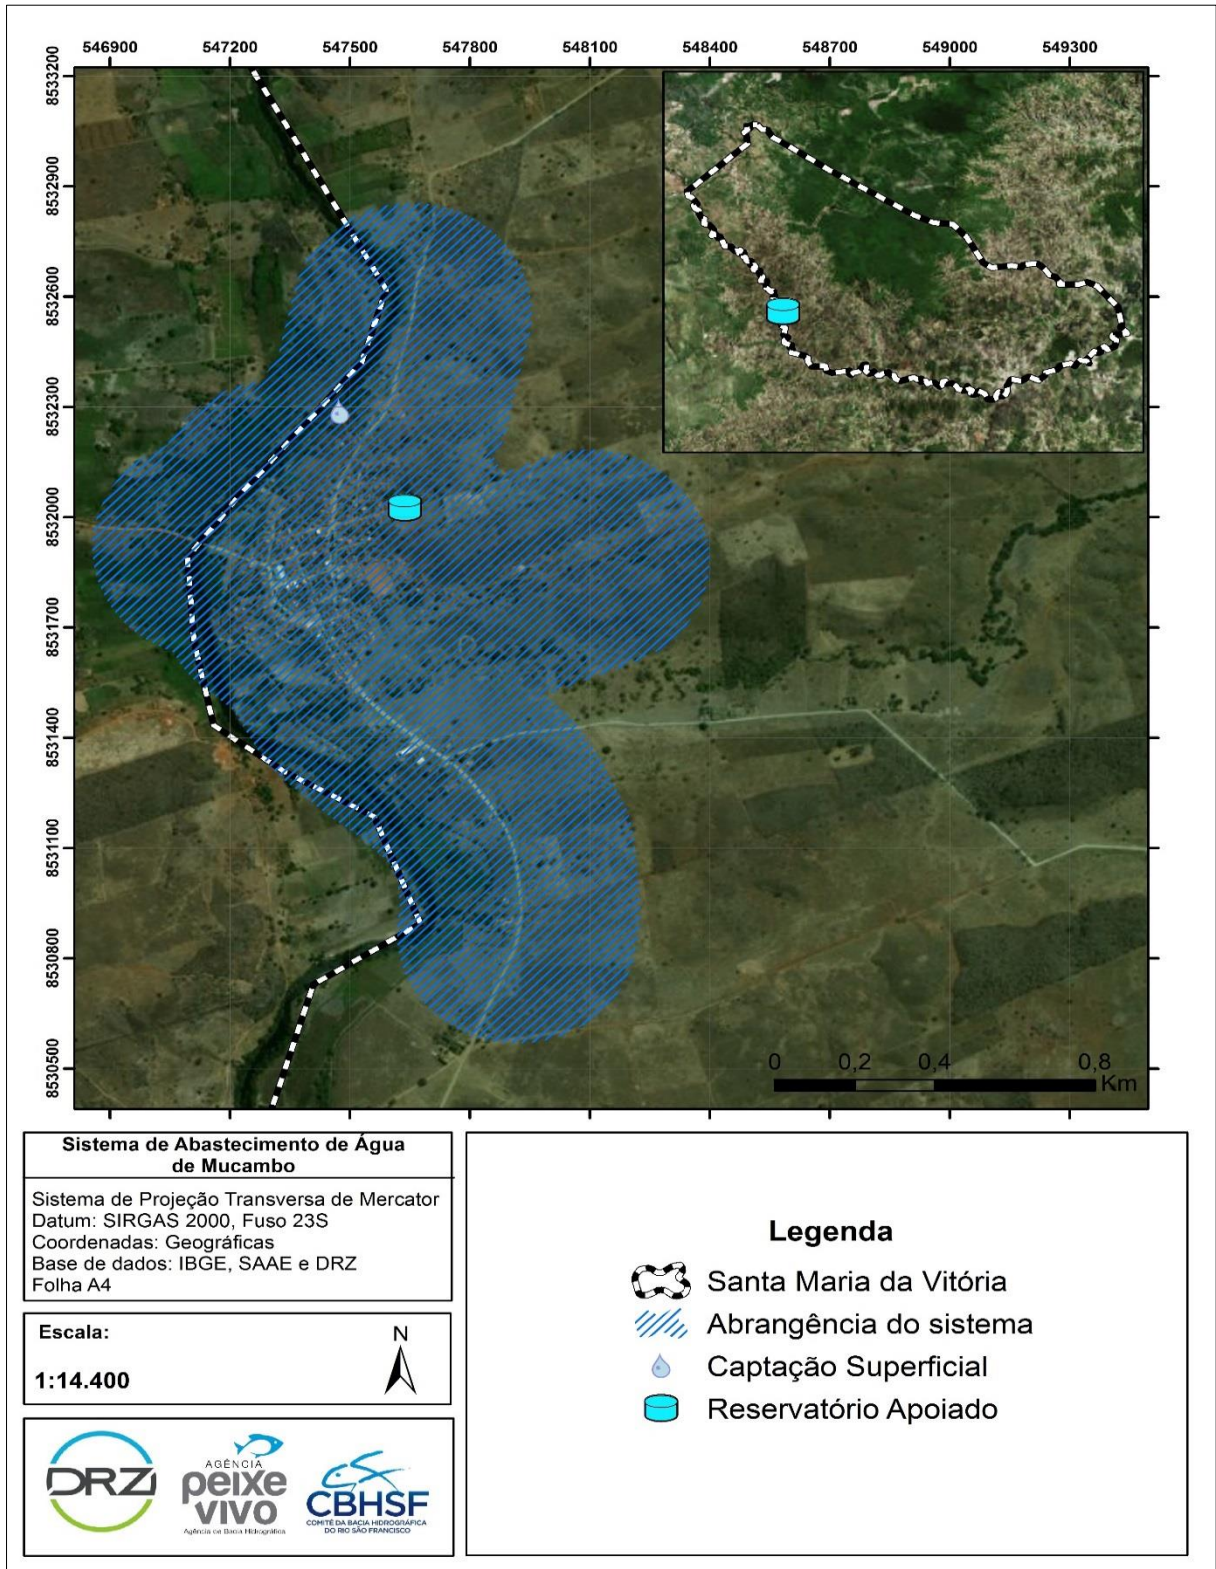 546900 547200 547500 547800 548100 548400 548700 549000 549300
8533200
8532900
8532600
8532300
8532000
8531700
8531400
8531100
8530800
8530500
0 0,2 0,4 0,8
Km
Sistema de Abastecimento de Água
de Mucambo
Sistema de Projeção Transversa de Mercator
Datum: SIRGAS 2000, Fuso 23S
Coordenadas: Geográficas
Base de dados: IBGE, SAAE e DRZ
Folha A4
Escala:
N
1:14.400
DRZ
AGÊNCIA
peixe
vivo
Agência de Bacia Hidrográfica
CBHSF
COMITÊ DA BACIA HIDROGRÁFICA
DO RIO SÃO FRANCISCO
Legenda
Santa Maria da Vitória
Abrangência do sistema
Captação Superficial
Reservatório Apoiado